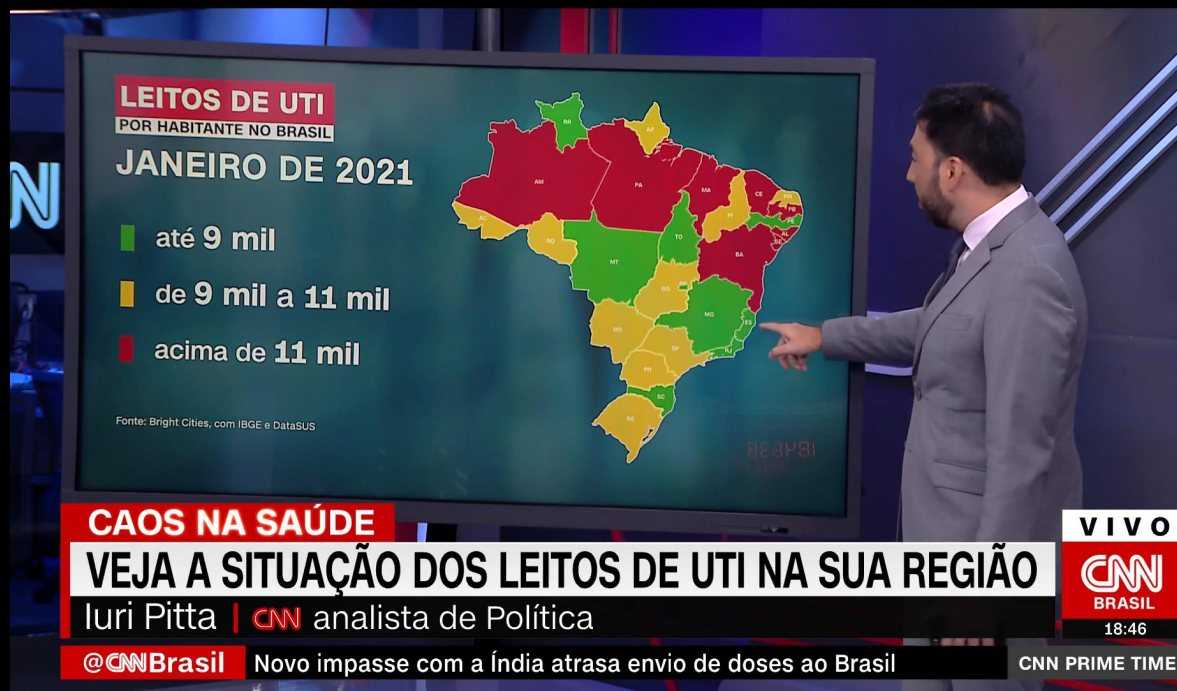 N
LEITOS DE UTI
POR HABITANTE NO BRASIL
JANEIRO DE 2021
até 9 mil
de 9 mil a 11 mil
acima de 11 mil
Fonte: Bright Cities, com IBGE e DataSUS
RR
AP
AM
PA
MA
CE
RN
PB
PE
AL
SE
PI
AC
RO
TO
BA
MT
GO
DF
MG
ES
MS
SP
RJ
PR
SC
RS
CAOS NA SAÚDE
VEJA A SITUAÇÃO DOS LEITOS DE UTI NA SUA REGIÃO
Iuri Pitta | CNN analista de Política
VIVO
CNN
BRASIL
18:46
@CNNBrasil Novo impasse com a Índia atrasa envio de doses ao Brasil
CNN PRIME TIME